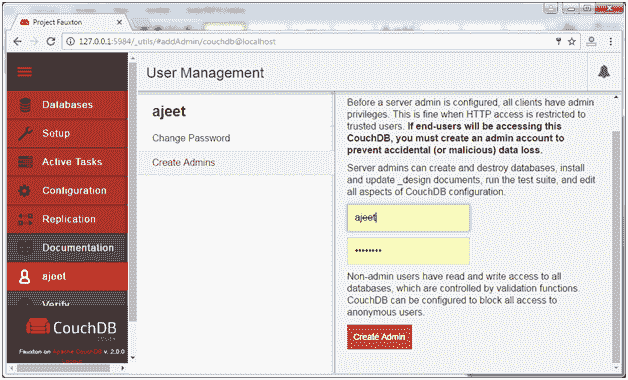 Project Fauxton
127.0.0.1:5984/_utils/#addAdmin/couchdb@localhost
User Management
Databases
Setup
Active Tasks
Configuration
Replication
Documentation
ajeet
Verify
CouchDB
Fauxton on Apache CouchDB v. 2.0.0
ajeet
Change Password
Create Admins
Before a server admin is configured, all clients have admin
privileges. This is fine when HTTP access is restricted to
trusted users. If end-users will be accessing this
CouchDB, you must create an admin account to
prevent accidental (or malicious) data loss.
Server admins can create and destroy databases, install
and update _design documents, run the test suite, and edit
all aspects of CouchDB configuration.
ajeet
••••••••
Non-admin users have read and write access to all
databases, which are controlled by validation functions.
CouchDB can be configured to block all access to
anonymous users.
Create Admin